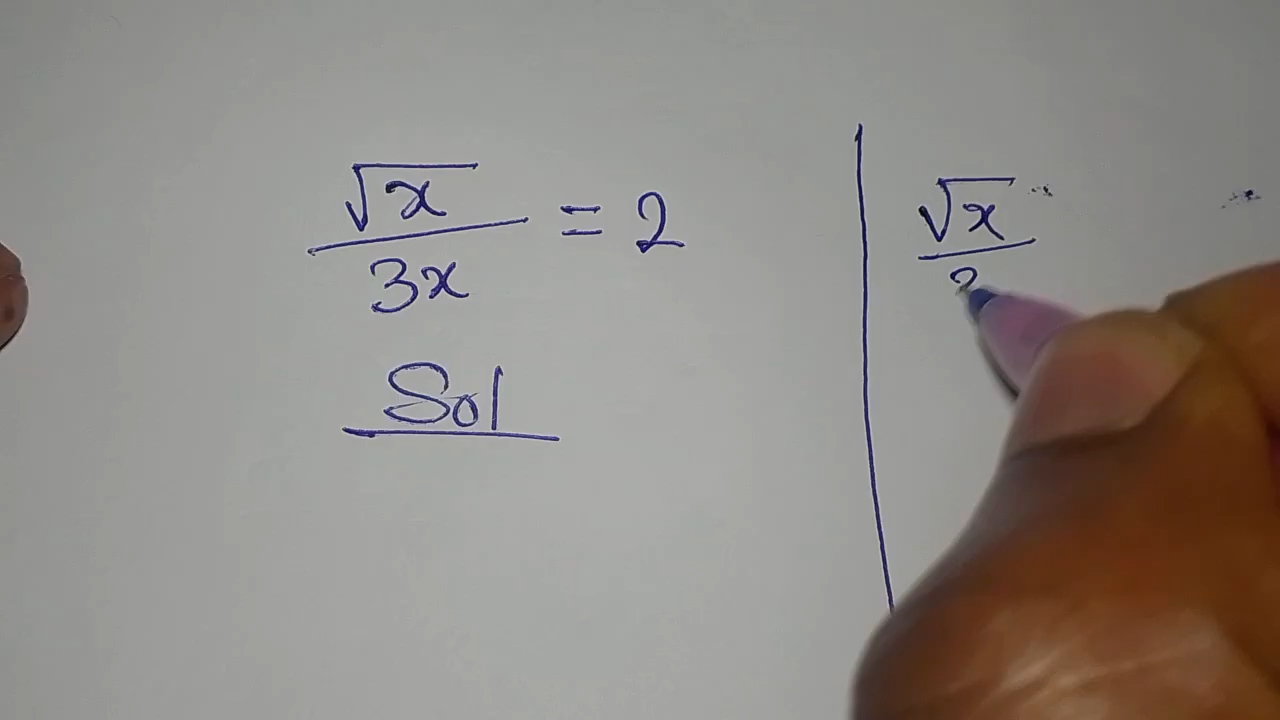 √x / 3x = 2
Sol
√x